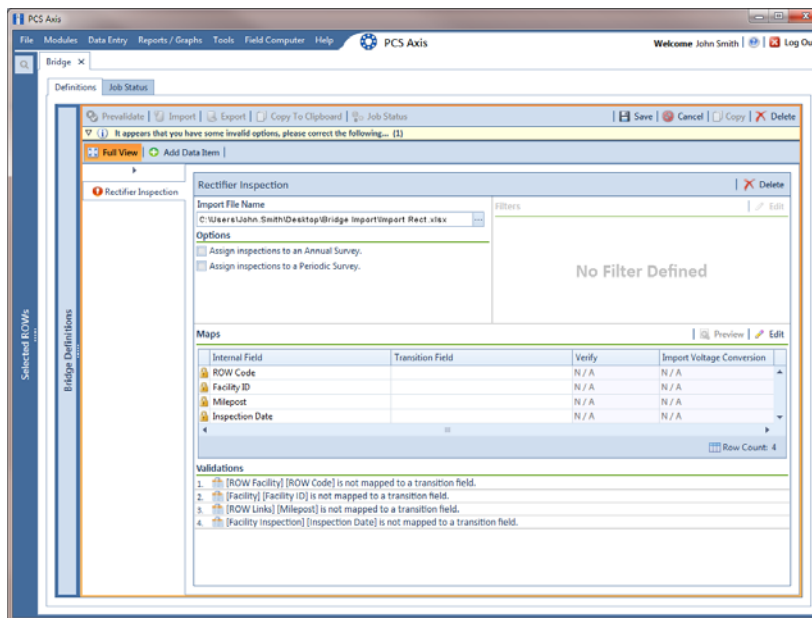 PCS Axis
File Modules Data Entry Reports / Graphs Tools Field Computer Help PCS Axis Welcome John Smith Log Ou
Bridge
Definitions Job Status
Prevalidate Import Export Copy To Clipboard Job Status Save Cancel Copy Delete
It appears that you have some invalid options, please correct the following... (1)
Full View Add Data Item
Rectifier Inspection
Rectifier Inspection Delete
Import File Name
C:\Users\John.Smith\Desktop\Bridge Import\Import Rect.xlsx ...
Filters Edit
Options
Assign inspections to an Annual Survey.
Assign inspections to a Periodic Survey.
No Filter Defined
Selected ROWs
Bridge Definitions
Maps Preview Edit
Internal Field Transition Field Verify Import Voltage Conversion
ROW Code N / A N / A
Facility ID N / A N / A
Milepost N / A N / A
Inspection Date N / A N / A
Row Count: 4
Validations
1. [ROW Facility] [ROW Code] is not mapped to a transition field.
2. [Facility] [Facility ID] is not mapped to a transition field.
3. [ROW Links] [Milepost] is not mapped to a transition field.
4. [Facility Inspection] [Inspection Date] is not mapped to a transition field.